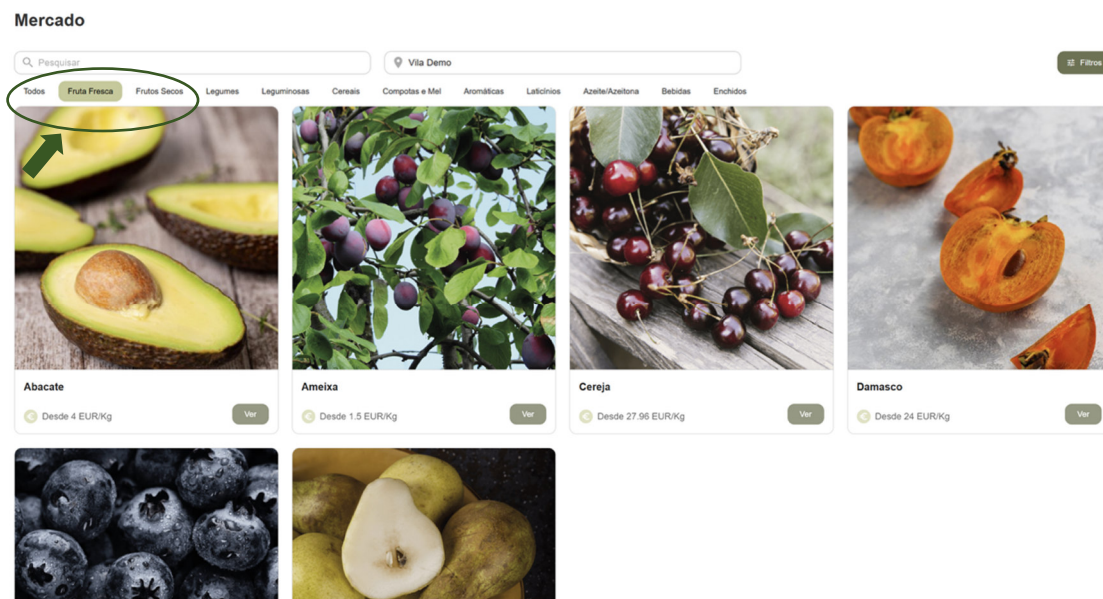 Mercado
Pesquisar
Vila Demo
Filtros
Todos Fruta Fresca Frutos Secos Legumes Leguminosas Cereais Compotas e Mel Aromáticas Laticínios Azeite/Azeitona Bebidas Enchidos
Abacate Ameixa Cereja Damasco
Desde 4 EUR/Kg Ver Desde 1.5 EUR/Kg Ver Desde 27.96 EUR/Kg Ver Desde 24 EUR/Kg Ver